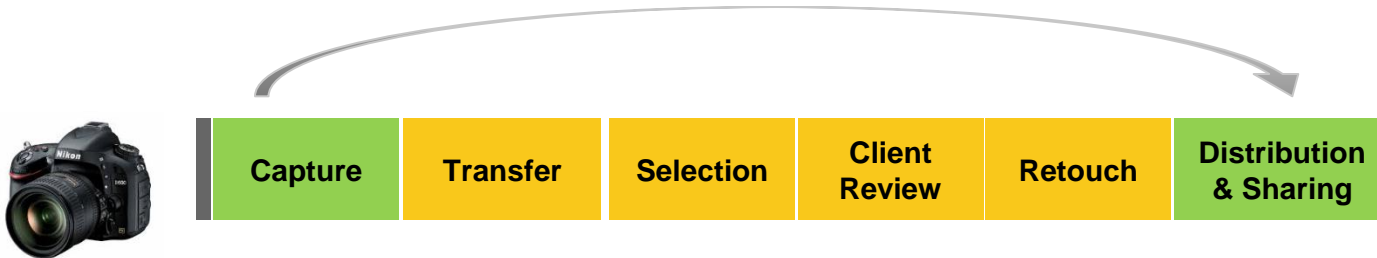 Nikon
Capture
Transfer
Selection
Client
Review
Retouch
Distribution
& Sharing